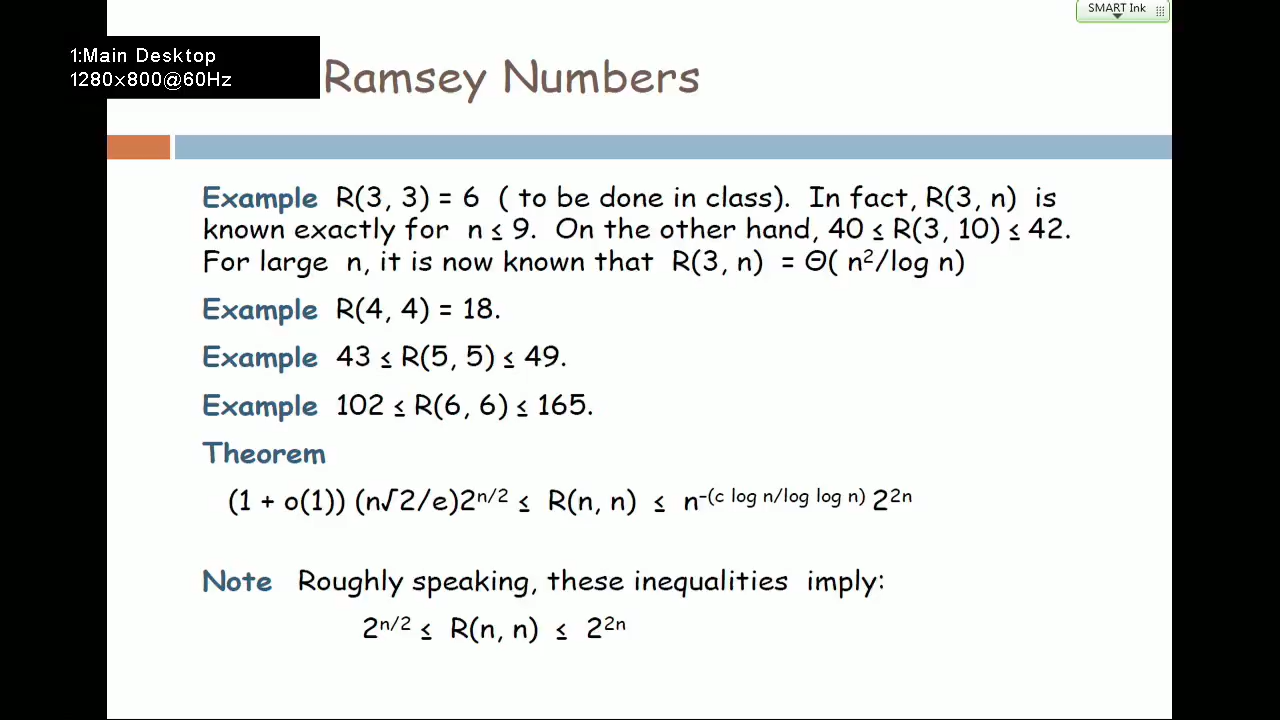 SMART Ink
1:Main Desktop
1280x800@60Hz
Ramsey Numbers
Example R(3, 3) = 6 ( to be done in class). In fact, R(3, n) is
known exactly for n ≤ 9. On the other hand, 40 ≤ R(3, 10) ≤ 42.
For large n, it is now known that R(3, n) = Θ( n²/log n)
Example R(4, 4) = 18.
Example 43 ≤ R(5, 5) ≤ 49.
Example 102 ≤ R(6, 6) ≤ 165.
Theorem
(1 + o(1)) (n√2/e)2^n/2 ≤ R(n, n) ≤ n^-(c log n/log log n) 2^2n
Note Roughly speaking, these inequalities imply:
2^n/2 ≤ R(n, n) ≤ 2^2n